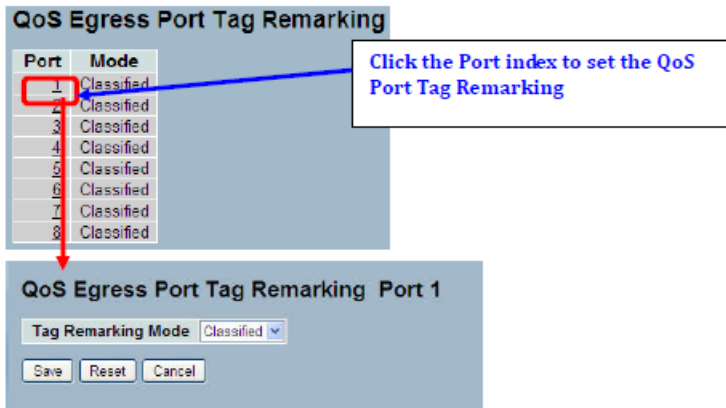 QoS Egress Port Tag Remarking
Port Mode
1 Classified
2 Classified
3 Classified
4 Classified
5 Classified
6 Classified
7 Classified
8 Classified
Click the Port index to set the QoS
Port Tag Remarking
QoS Egress Port Tag Remarking Port 1
Tag Remarking Mode Classified
Save Reset Cancel